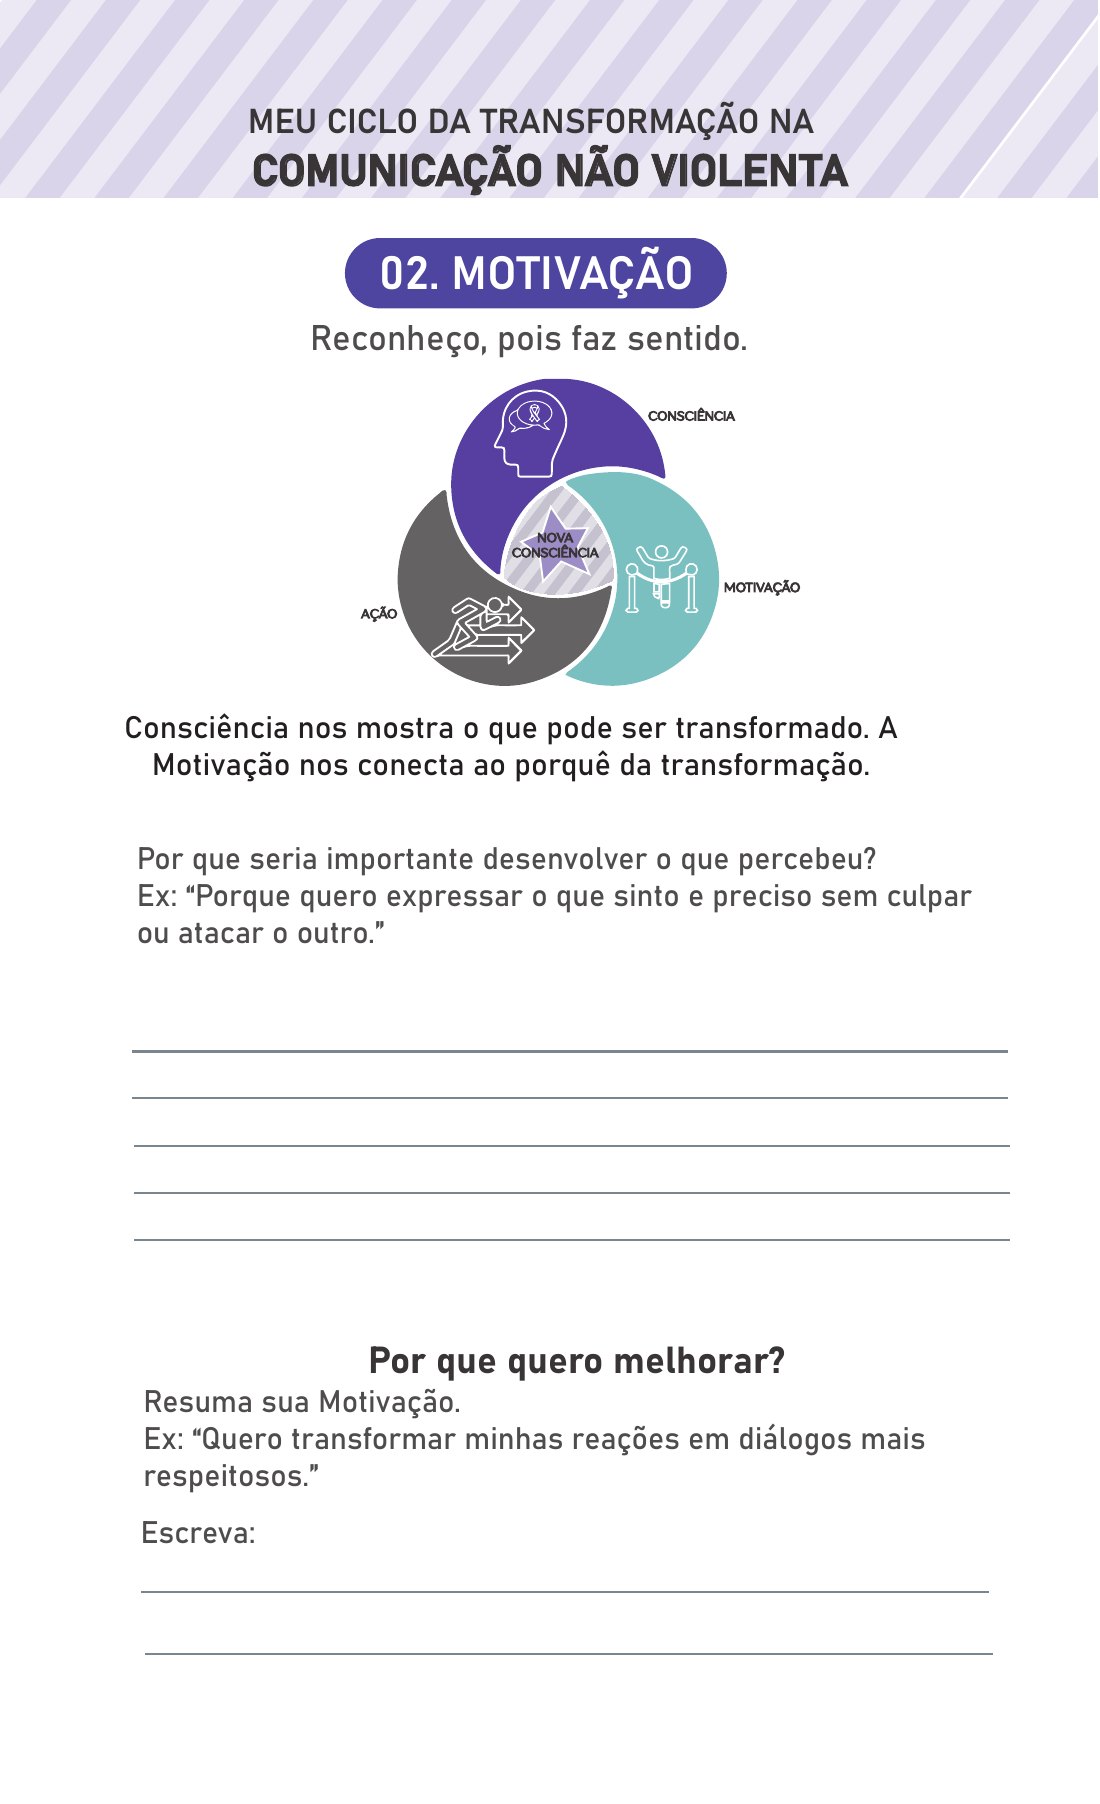 MEU CICLO DA TRANSFORMAÇÃO NA
COMUNICAÇÃO NÃO VIOLENTA
02. MOTIVAÇÃO
Reconheço, pois faz sentido.
CONSCIÊNCIA
NOVA
CONSCIÊNCIA
MOTIVAÇÃO
AÇÃO
Consciência nos mostra o que pode ser transformado. A
Motivação nos conecta ao porquê da transformação.
Por que seria importante desenvolver o que percebeu?
Ex: “Porque quero expressar o que sinto e preciso sem culpar
ou atacar o outro.”
Por que quero melhorar?
Resuma sua Motivação.
Ex: “Quero transformar minhas reações em diálogos mais
respeitosos.”
Escreva: